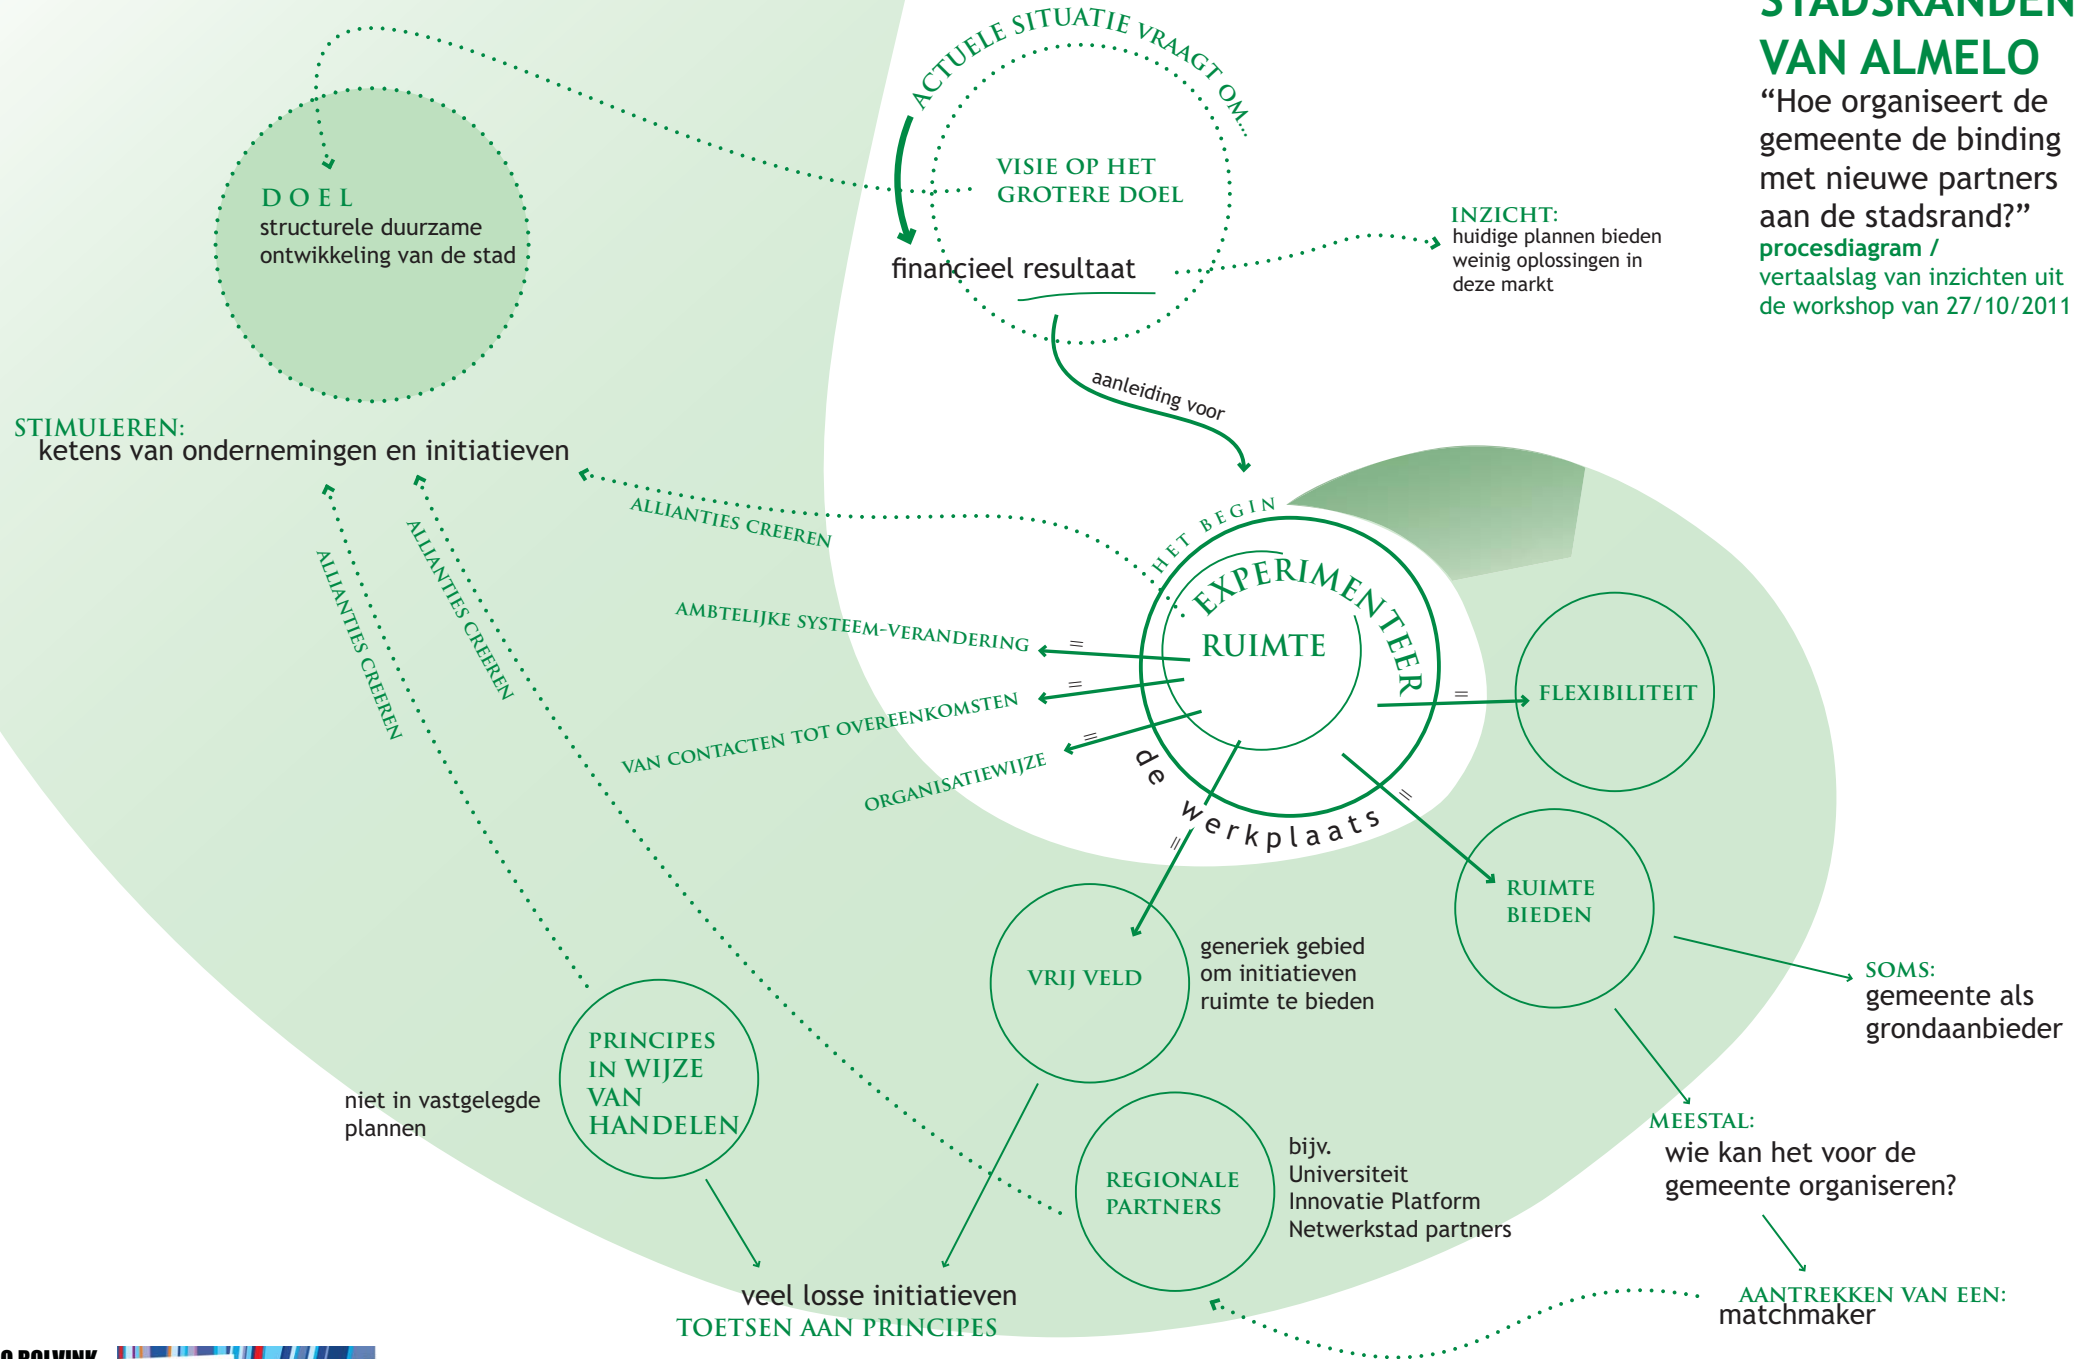 STADSRANDEN
VAN ALMELO
“Hoe organiseert de
gemeente de binding
met nieuwe partners
aan de stadsrand?”
procesdiagram /
vertaalslag van inzichten uit
de workshop van 27/10/2011
ACTUELE SITUATIE VRAAGT OM...
VISIE OP HET
GROTERE DOEL
financieel resultaat
INZICHT:
huidige plannen bieden
weinig oplossingen in
deze markt
DOEL
structurele duurzame
ontwikkeling van de stad
STIMULEREN:
ketens van ondernemingen en initiatieven
aanleiding voor
HET BEGIN
EXPERIMENTEER
RUIMTE
de werkplaats
ALLIANTIES CREEREN
ALLIANTIES CREEREN
ALLIANTIES CREEREN
AMBTELIJKE SYSTEEM-VERANDERING
=
VAN CONTACTEN TOT OVEREENKOMSTEN
=
ORGANISATIEWIJZE
=
=
FLEXIBILITEIT
=
RUIMTE
BIEDEN
=
VRIJ VELD
generiek gebied
om initiatieven
ruimte te bieden
SOMS:
gemeente als
grondaanbieder
MEESTAL:
wie kan het voor de
gemeente organiseren?
AANTREKKEN VAN EEN:
matchmaker
PRINCIPES
IN WIJZE
VAN
HANDELEN
niet in vastgelegde
plannen
REGIONALE
PARTNERS
bijv.
Universiteit
Innovatie Platform
Netwerkstad partners
veel losse initiatieven
TOETSEN AAN PRINCIPES